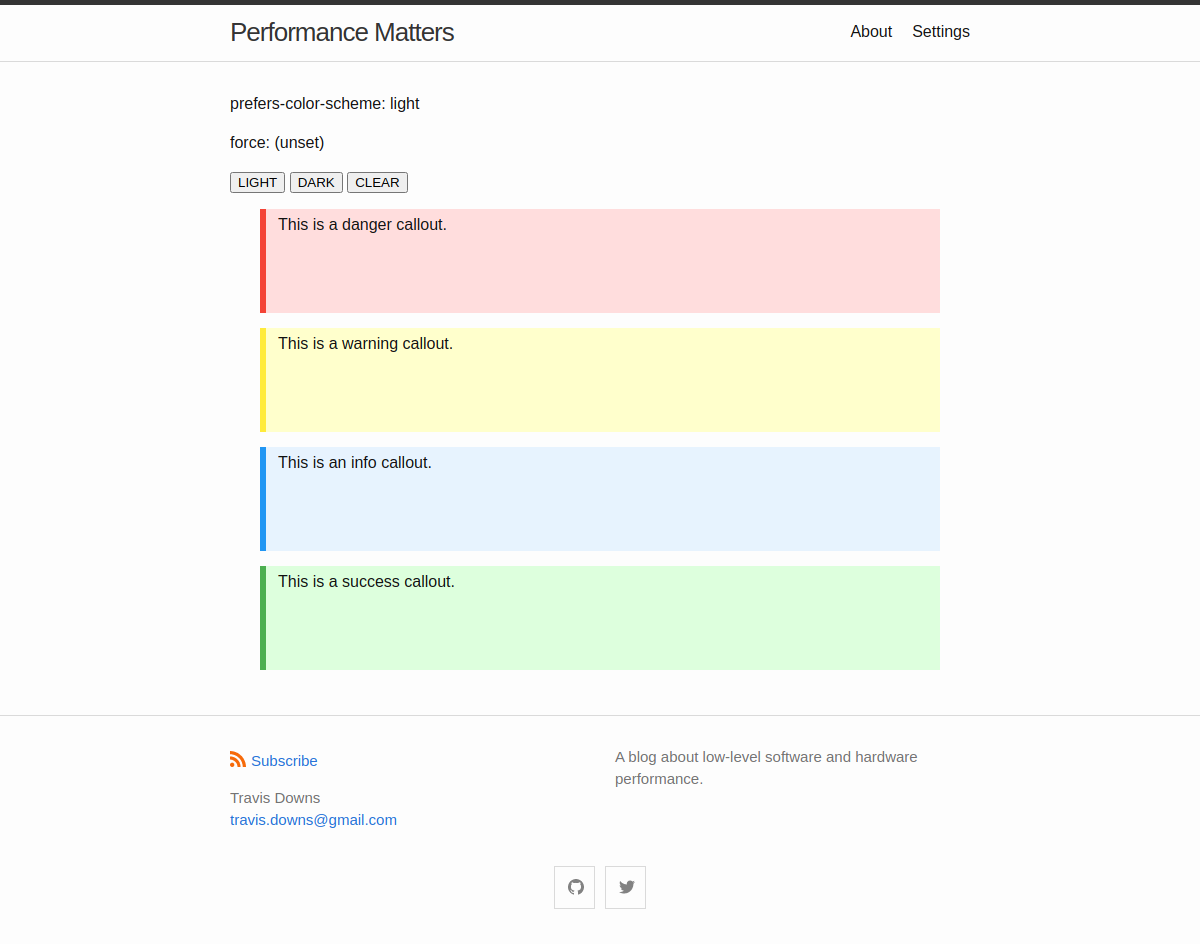 Performance Matters
About Settings
prefers-color-scheme: light
force: (unset)
LIGHT DARK CLEAR
This is a danger callout.
This is a warning callout.
This is an info callout.
This is a success callout.
Subscribe
Travis Downs
travis.downs@gmail.com
A blog about low-level software and hardware
performance.